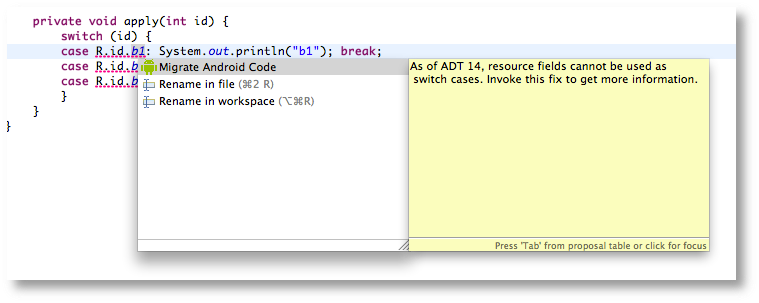 private void apply(int id) {
switch (id) {
case R.id.b1: System.out.println("b1"); break;
case R.id.b
case R.id.b
}
}
}
Migrate Android Code
Rename in file (⌘2 R)
Rename in workspace (⌥⌘R)
As of ADT 14, resource fields cannot be used as
switch cases. Invoke this fix to get more information.
Press 'Tab' from proposal table or click for focus